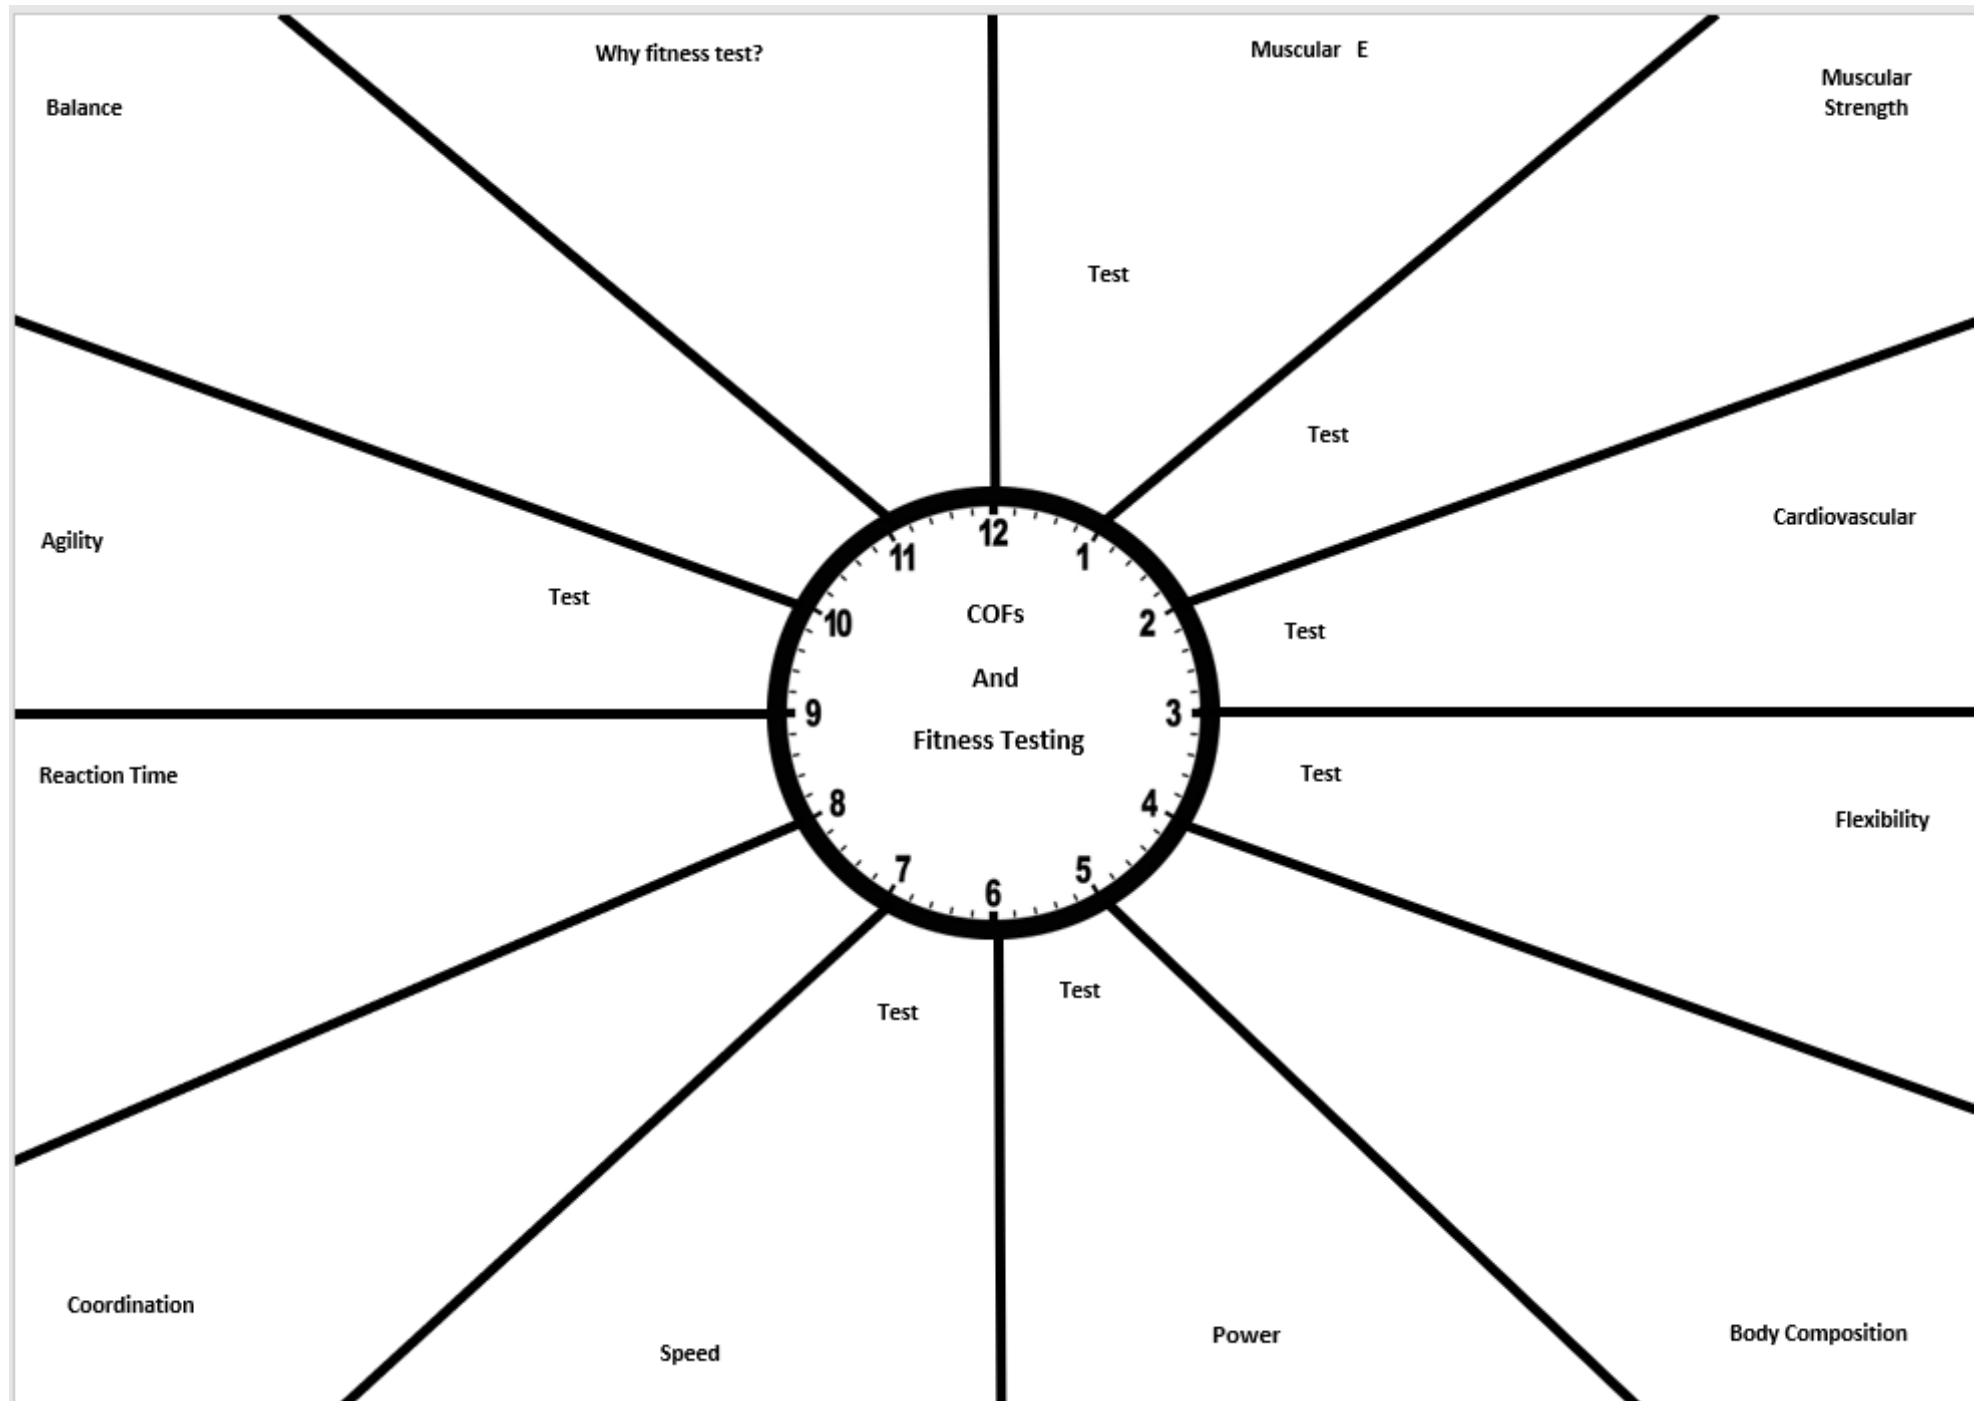 Why fitness test?
Muscular E
Test
Muscular
Strength
Test
Cardiovascular
Test
Test
Flexibility
Body Composition
Test
Power
Test
Speed
Coordination
Reaction Time
Agility
Test
Balance
12
1
2
3
4
5
6
7
8
9
10
11
COFs
And
Fitness Testing